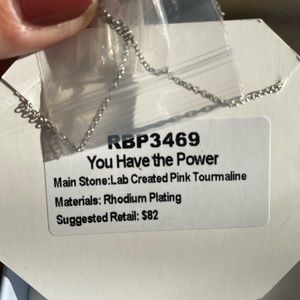 RBP3469
You Have the Power
Main Stone:Lab Created Pink Tourmaline
Materials: Rhodium Plating
Suggested Retail: $82